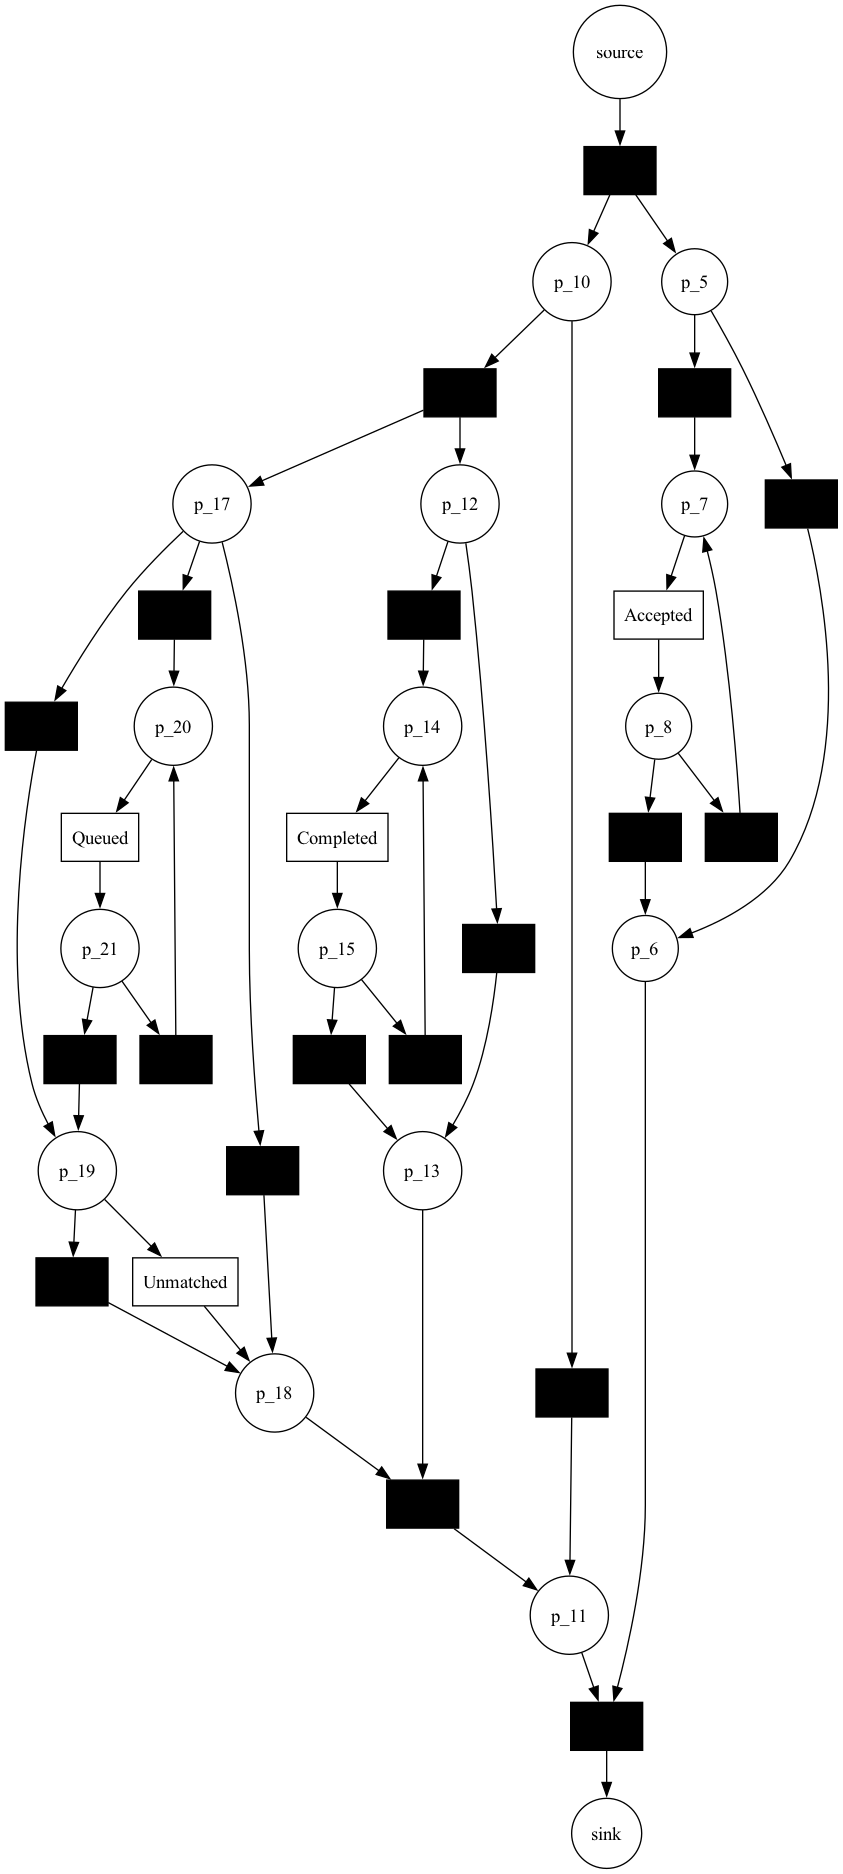 source
p_10
p_5
p_17
p_12
p_7
Accepted
p_20
p_14
p_8
Queued
Completed
p_21
p_15
p_6
p_19
p_13
Unmatched
p_18
p_11
sink